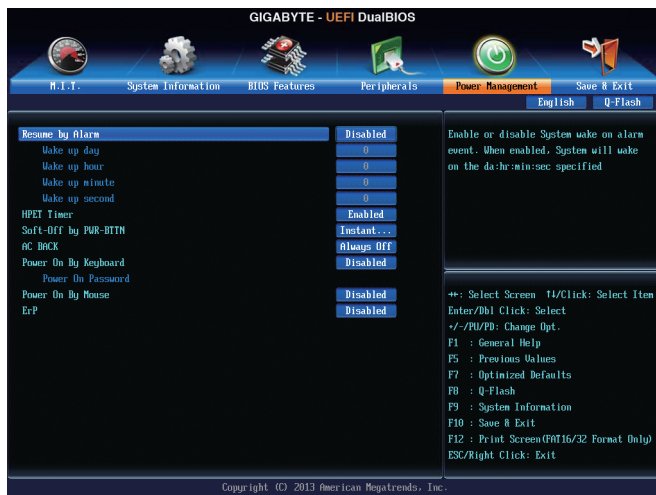 GIGABYTE - UEFI DualBIOS
M.I.T. System Information BIOS Features Peripherals Power Management Save & Exit
English Q-Flash
Resume by Alarm Disabled
Wake up day 0
Wake up hour 0
Wake up minute 0
Wake up second 0
HPET Timer Enabled
Soft-Off by PWR-BTTN Instant...
AC BACK Always Off
Power On By Keyboard Disabled
Power On Password
Power On By Mouse Disabled
ErP Disabled
Enable or disable System wake on alarm
event. When enabled, System will wake
on the da:hr:min:sec specified
→←: Select Screen ↑↓/Click: Select Item
Enter/Dbl Click: Select
+/-/PU/PD: Change Opt.
F1 : General Help
F5 : Previous Values
F7 : Optimized Defaults
F8 : Q-Flash
F9 : System Information
F10 : Save & Exit
F12 : Print Screen(FAT16/32 Format Only)
ESC/Right Click: Exit
Copyright (C) 2013 American Megatrends, Inc.